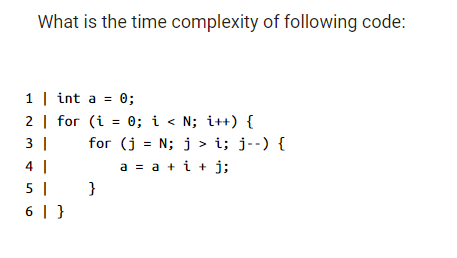 What is the time complexity of following code:
1 | int a = 0;
2 | for (i = 0; i < N; i++) {
3 |     for (j = N; j > i; j--) {
4 |         a = a + i + j;
5 |     }
6 | }